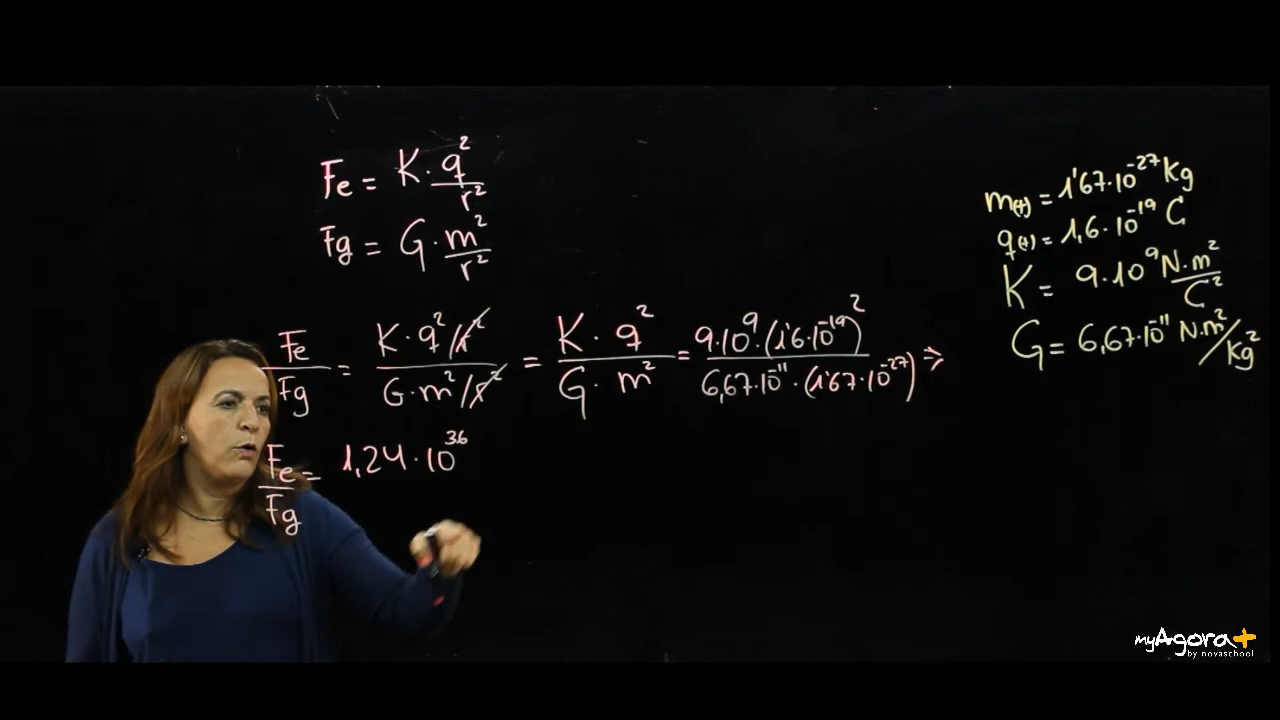 Fe = K · q²/r²
Fg = G · m²/r²
Fe/Fg = K · q²/r² / G · m²/r² = K · q² / G · m² = 9·10⁹·(1'6·10⁻¹⁹)² / 6,67·10⁻¹¹·(1'67·10⁻²⁷) ⇒
Fe/Fg = 1,24 · 10³⁶
m(+) = 1'67·10⁻²⁷ Kg
q(+) = 1,6·10⁻¹⁹ C
K = 9·10⁹ N·m²/C²
G = 6,67·10⁻¹¹ N·m²/Kg²
myAgora+
by novaschool